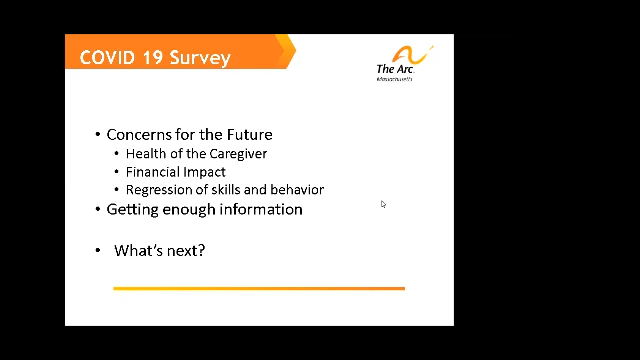 COVID 19 Survey
The Arc.
Massachusetts
• Concerns for the Future
• Health of the Caregiver
• Financial Impact
• Regression of skills and behavior
• Getting enough information
• What's next?